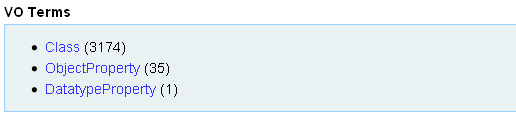 VO Terms
Class (3174)
ObjectProperty (35)
DatatypeProperty (1)